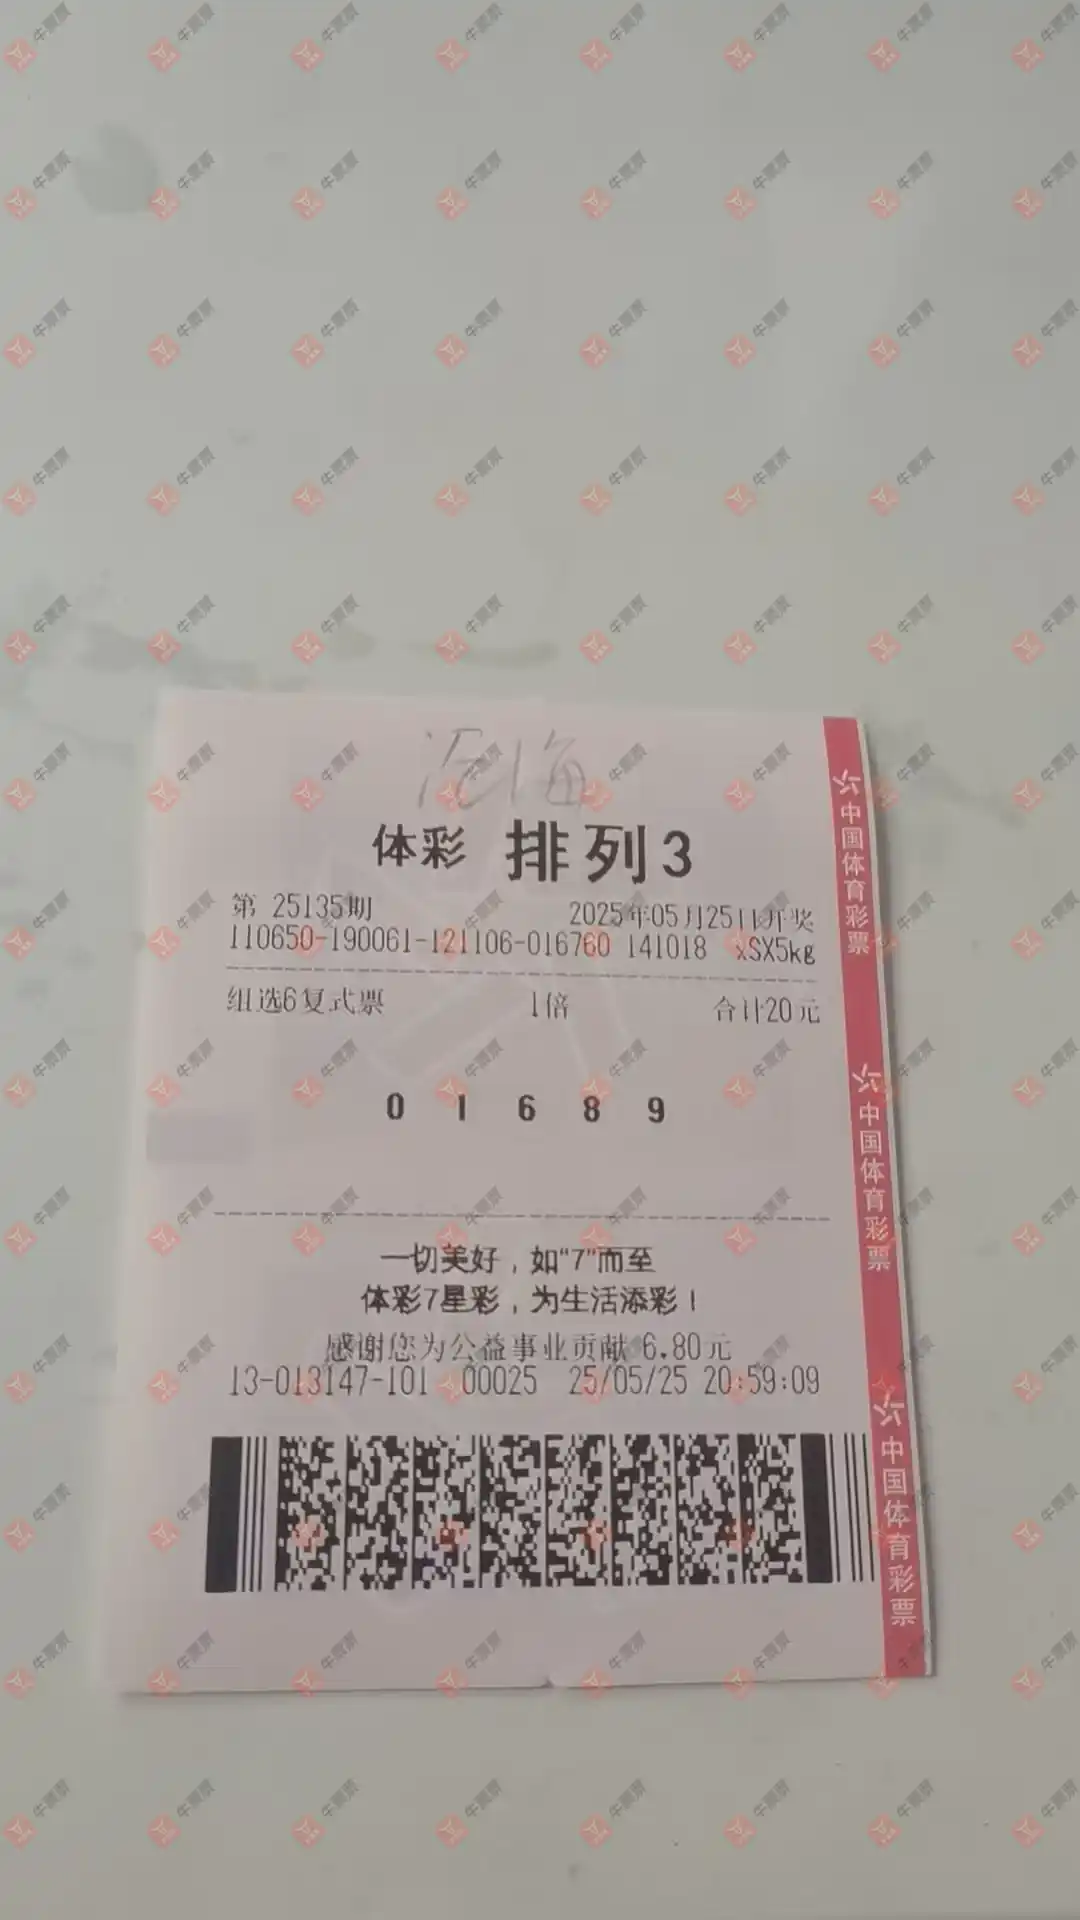 沧海
体彩 排列3
第 25135期 2025年05月25日开奖
110650-190061-121106-016760 141018 xSX5kg
组选6复式票 1倍 合计20元
0 1 6 8 9
一切美好，如“7”而至
体彩7星彩，为生活添彩！
感谢您为公益事业贡献 6.80元
13-013147-101 00025 25/05/25 20:59:09
中国体育彩票
中国体育彩票
中国体育彩票
牛票票